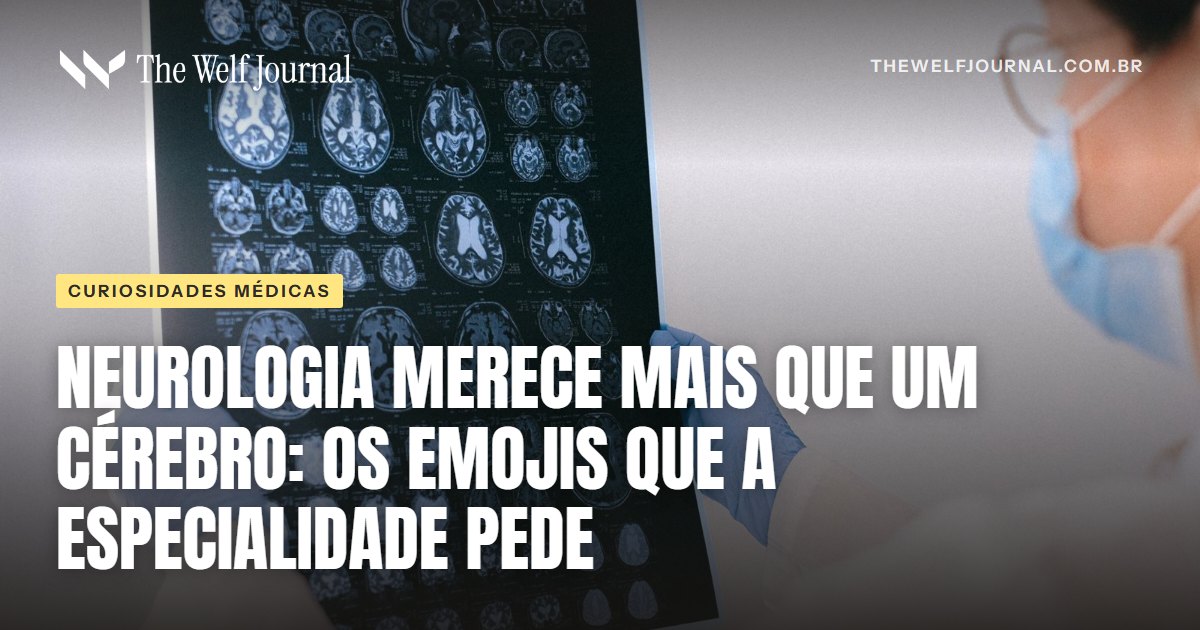 The Welf Journal
THEWELFJOURNAL.COM.BR
CURIOSIDADES MÉDICAS
NEUROLOGIA MERECE MAIS QUE UM
CÉREBRO: OS EMOJIS QUE A
ESPECIALIDADE PEDE